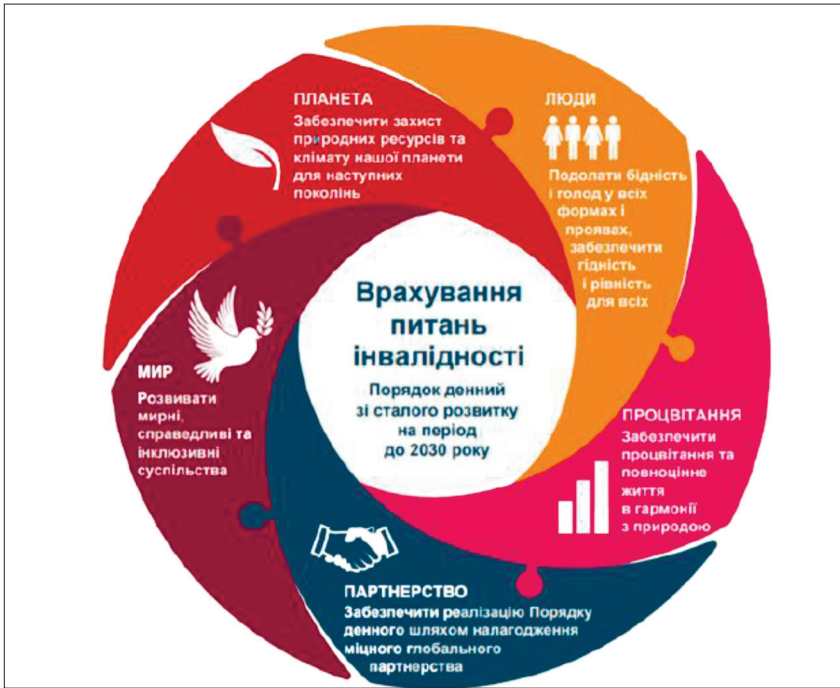 ПЛАНЕТА
Забезпечити захист
природних ресурсів та
клімату нашої планети
для наступних
поколінь
ЛЮДИ
Подолати бідність
і голод у всіх
формах і
проявах,
забезпечити
гідність
і рівність
для всіх
Врахування
питань
інвалідності
Порядок денний
зі сталого розвитку
на період
до 2030 року
МИР
Розвивати
мирні,
справедливі та
інклюзивні
суспільства
ПРОЦВІТАННЯ
Забезпечити
процвітання та
повноцінне
життя
в гармонії
з природою
ПАРТНЕРСТВО
Забезпечити реалізацію Порядку
денного шляхом налагодження
міцного глобального
партнерства